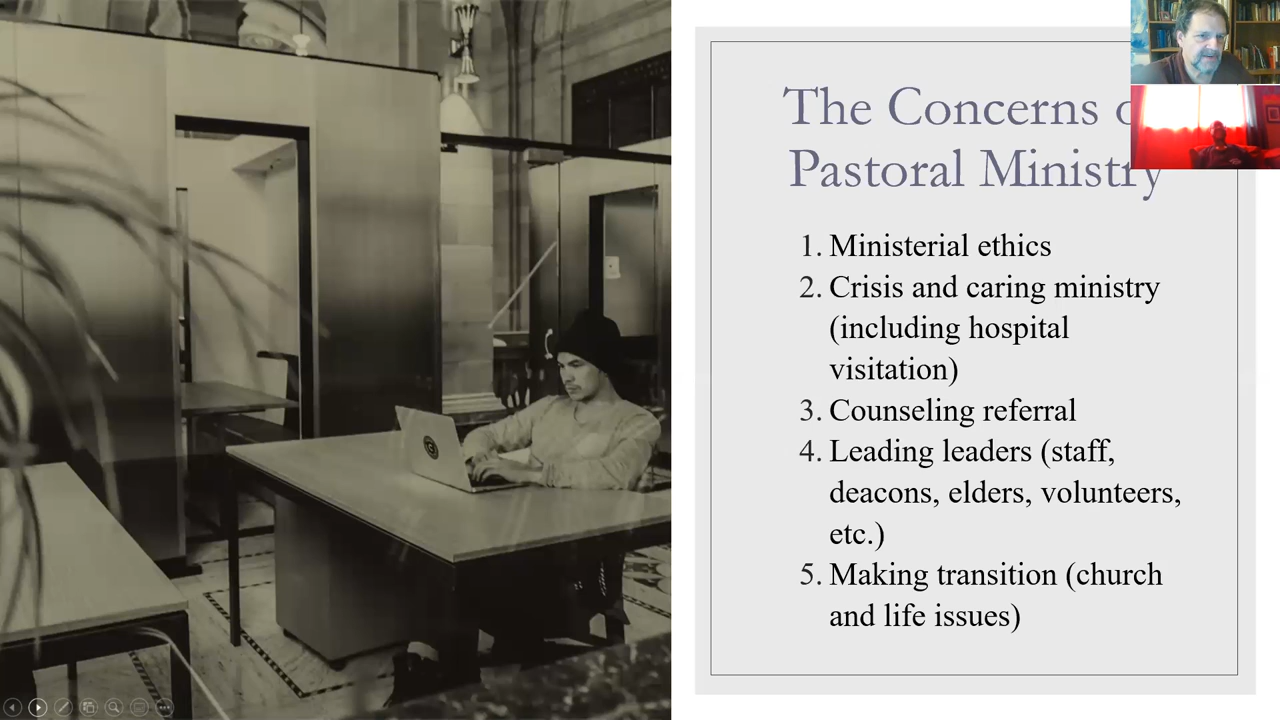 The Concerns
Pastoral Ministry
1. Ministerial ethics
2. Crisis and caring ministry
(including hospital
visitation)
3. Counseling referral
4. Leading leaders (staff,
deacons, elders, volunteers,
etc.)
5. Making transition (church
and life issues)